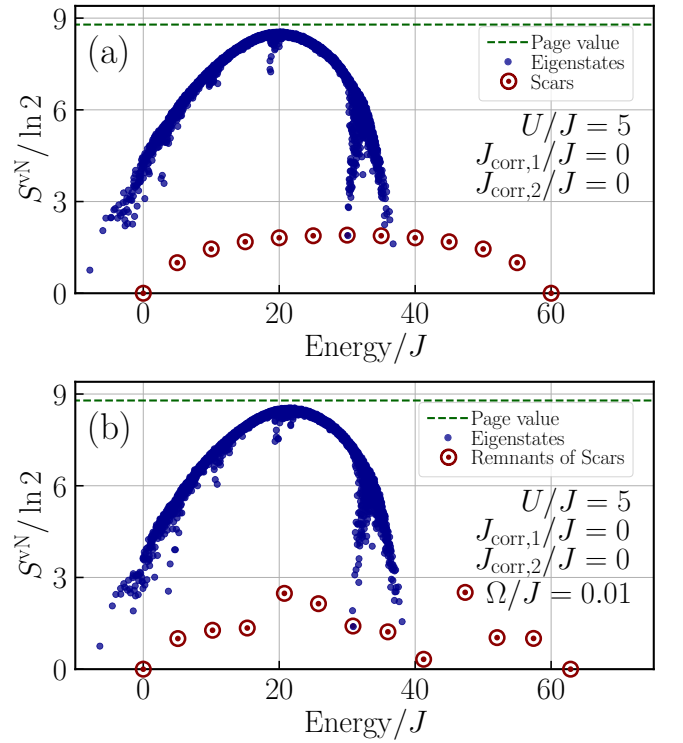 (a)
Page value
Eigenstates
Scars
U/J = 5
J_corr,1/J = 0
J_corr,2/J = 0
S^vN / ln 2
9
6
3
0
0 20 40 60
Energy/J
(b)
Page value
Eigenstates
Remnants of Scars
U/J = 5
J_corr,1/J = 0
J_corr,2/J = 0
Ω/J = 0.01
S^vN / ln 2
9
6
3
0
0 20 40 60
Energy/J